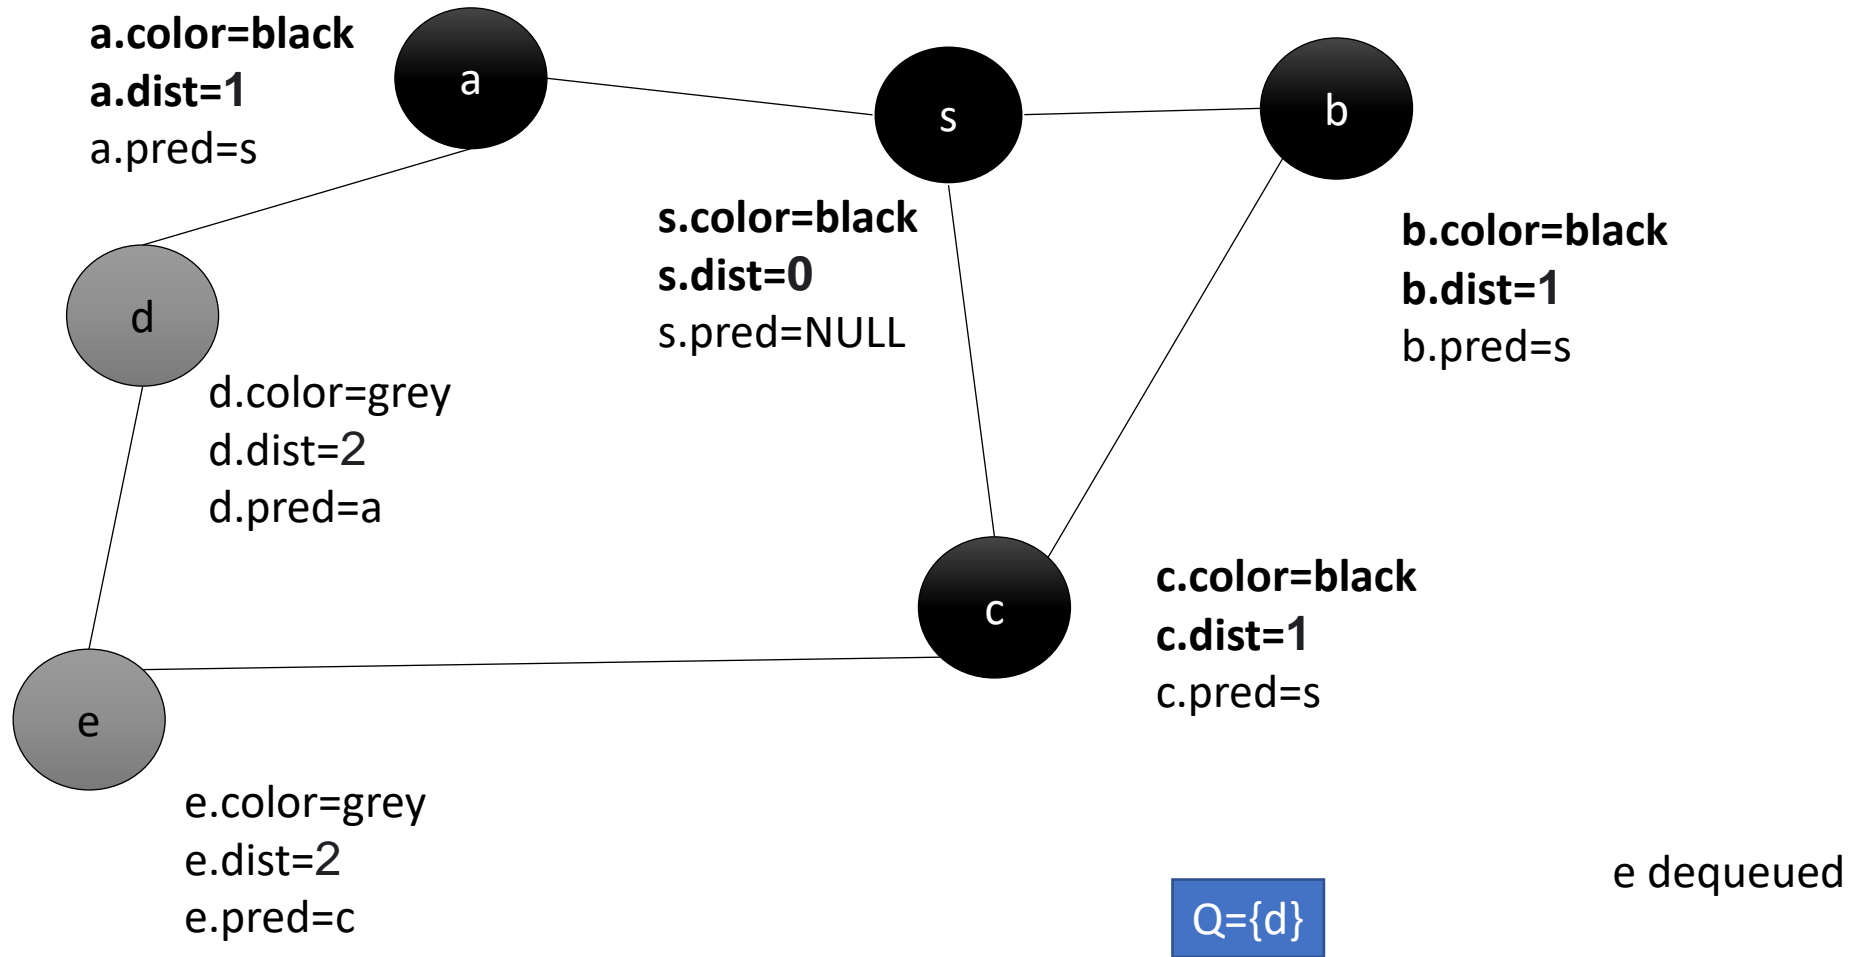 a.color=black
a.dist=1
a.pred=s
a
s
b
s.color=black
s.dist=0
s.pred=NULL
b.color=black
b.dist=1
b.pred=s
d
d.color=grey
d.dist=2
d.pred=a
c
c.color=black
c.dist=1
c.pred=s
e
e.color=grey
e.dist=2
e.pred=c
e dequeued
Q={d}